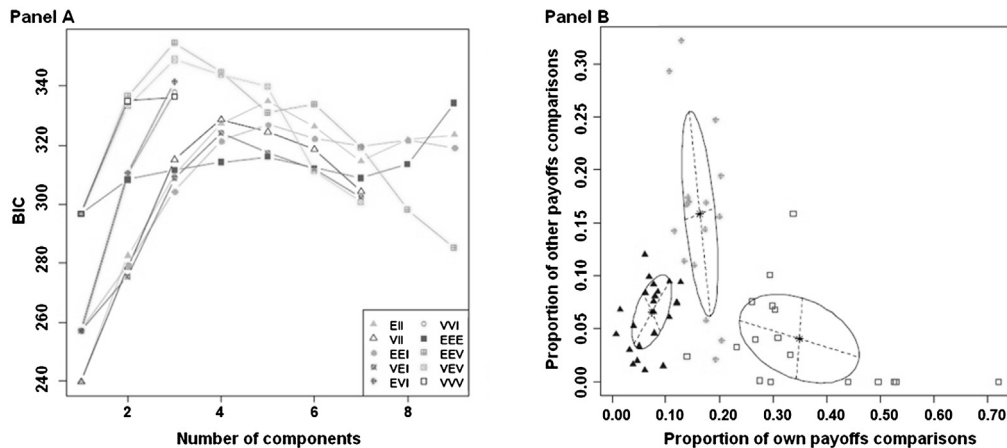 Panel A
BIC
340
320
300
280
260
240
2 4 6 8
Number of components
EII VVI
VII EEE
EEI EEV
VEI VEV
EVI VVV
Panel B
Proportion of other payoffs comparisons
0.30
0.25
0.20
0.15
0.10
0.05
0.00
0.00 0.10 0.20 0.30 0.40 0.50 0.60 0.70
Proportion of own payoffs comparisons